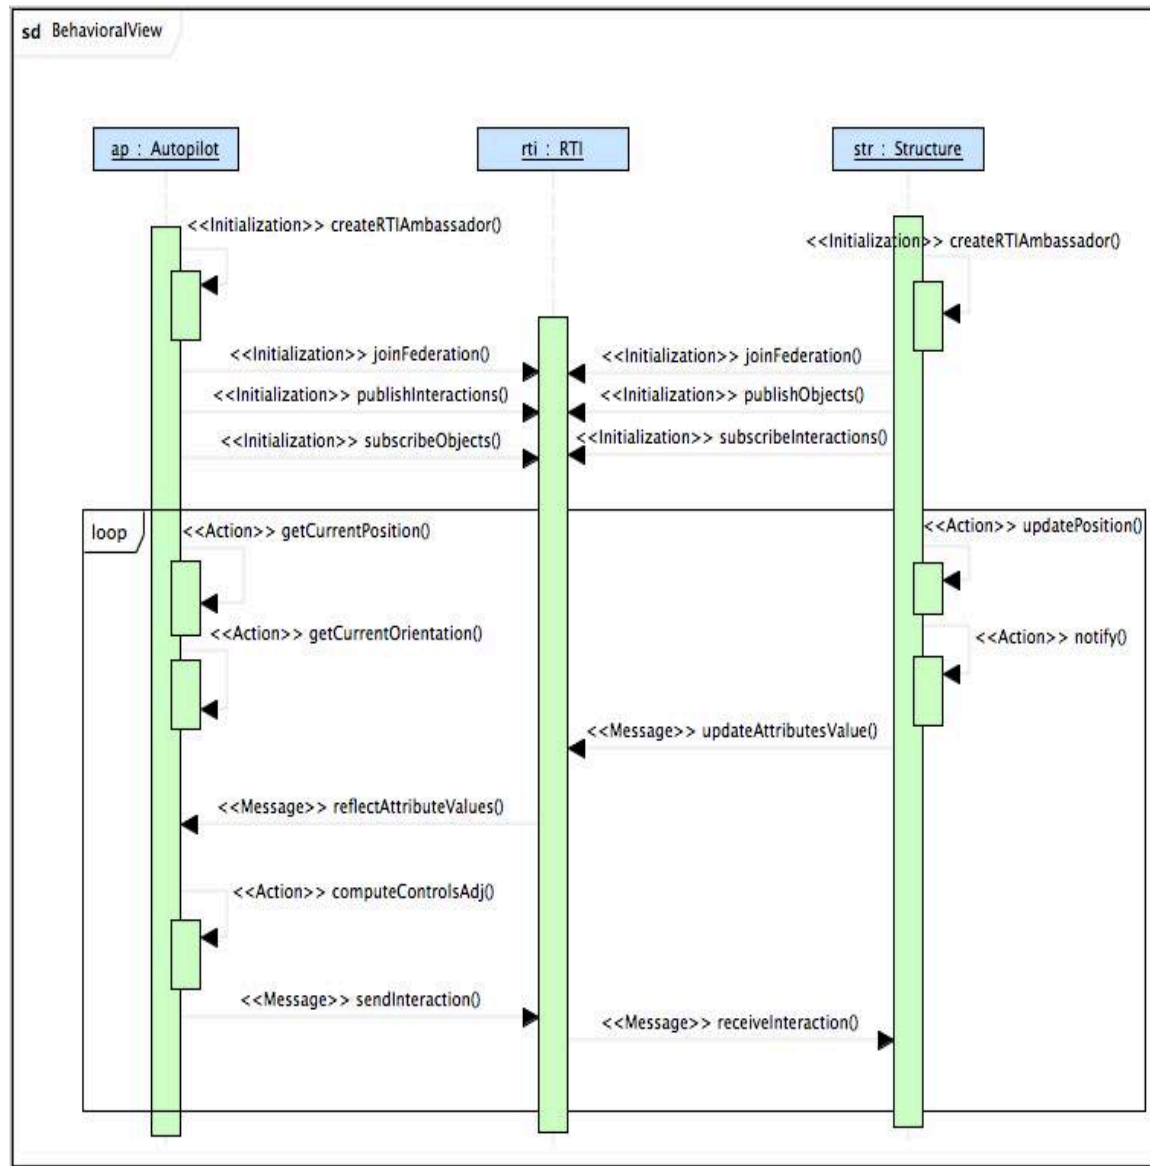 sd BehavioralView
ap : Autopilot
rti : RTI
str : Structure
<<Initialization>> createRTIAmbassador()
<<Initialization>> createRTIAmbassador()
<<Initialization>> joinFederation()
<<Initialization>> joinFederation()
<<Initialization>> publishInteractions()
<<Initialization>> publishObjects()
<<Initialization>> subscribeObjects()
<<Initialization>> subscribeInteractions()
loop
<<Action>> getCurrentPosition()
<<Action>> updatePosition()
<<Action>> getCurrentOrientation()
<<Action>> notify()
<<Message>> updateAttributesValue()
<<Message>> reflectAttributeValues()
<<Action>> computeControlsAdj()
<<Message>> sendInteraction()
<<Message>> receiveInteraction()